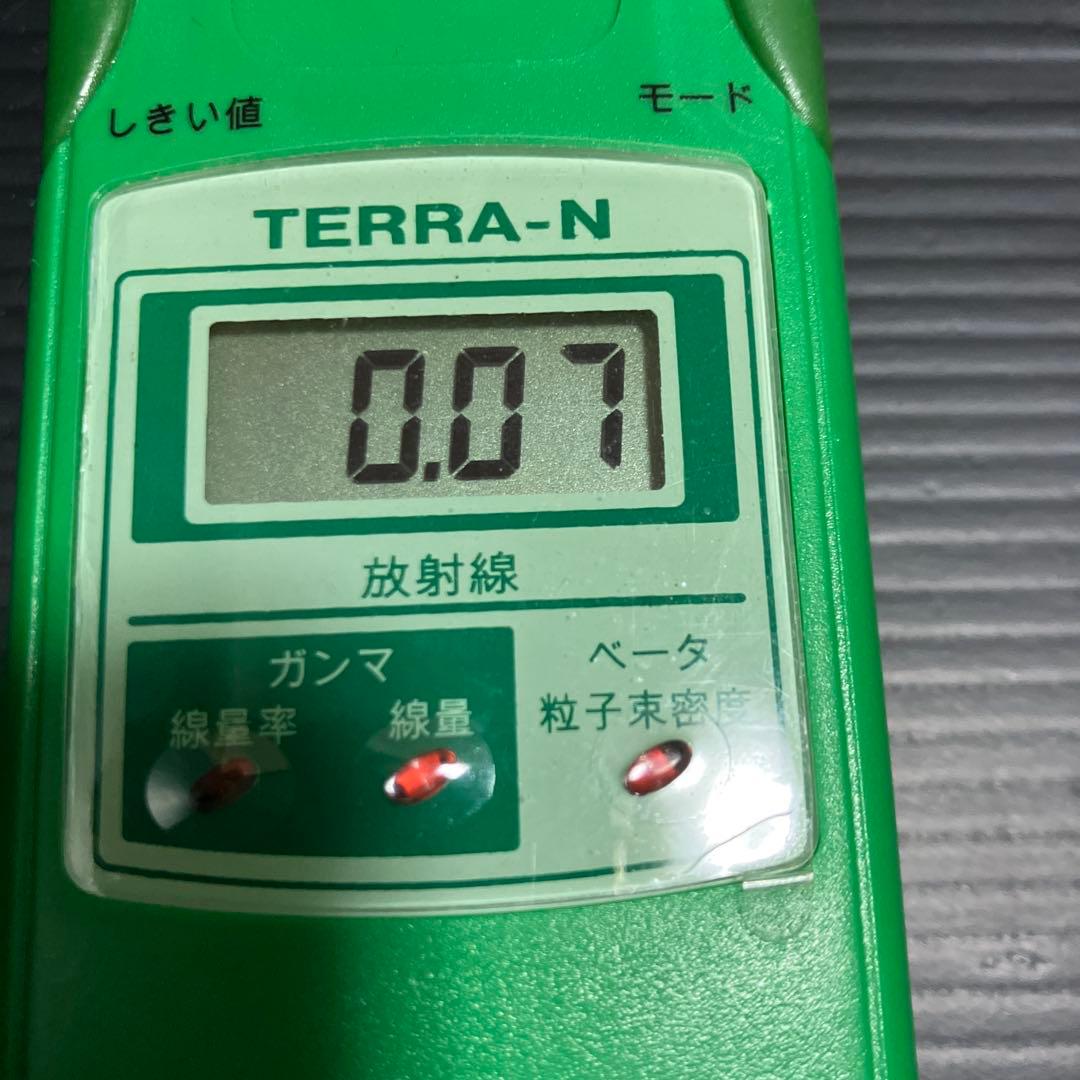 しきい値 モード
TERRA-N
0.07
放射線
ガンマ ベータ
線量率 線量 粒子束密度